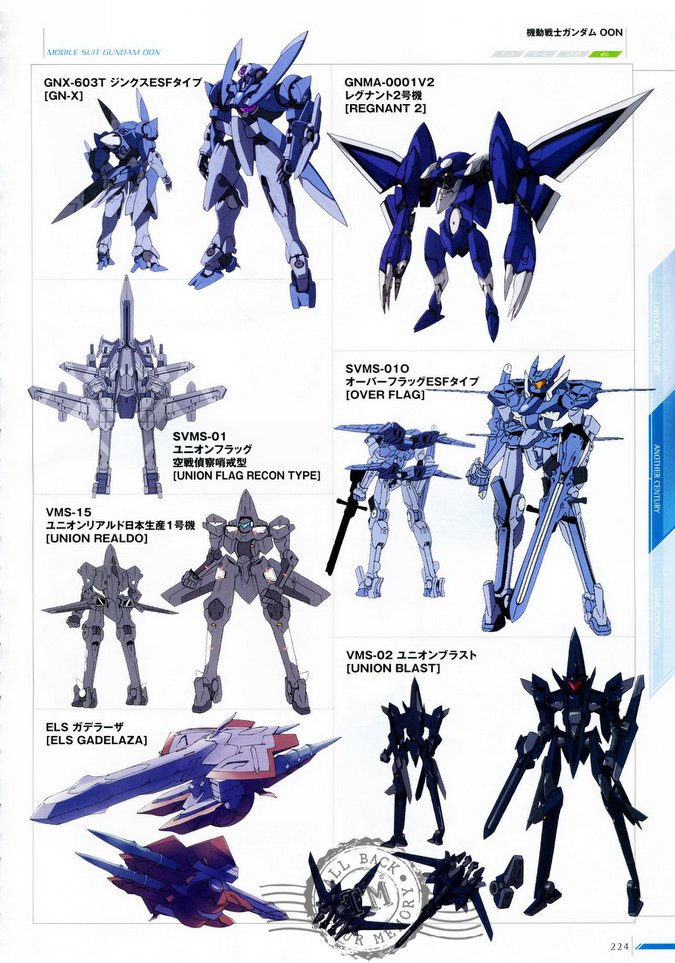 MOBILE SUIT GUNDAM OON
機動戦士ガンダム OON
GNX-603T ジンクスESFタイプ
[GN-X]
GNMA-0001V2
レグナント2号機
[REGNANT 2]
SVMS-01
ユニオンフラッグ
空戦偵察哨戒型
[UNION FLAG RECON TYPE]
SVMS-01O
オーバーフラッグESFタイプ
[OVER FLAG]
VMS-15
ユニオンリアルド日本生産1号機
[UNION REALDO]
VMS-02 ユニオンブラスト
[UNION BLAST]
ELS ガデラーザ
[ELS GADELAZA]
UNIVERSAL CENTURY
ANOTHER CENTURY
BACK
MEMORY
TM
224